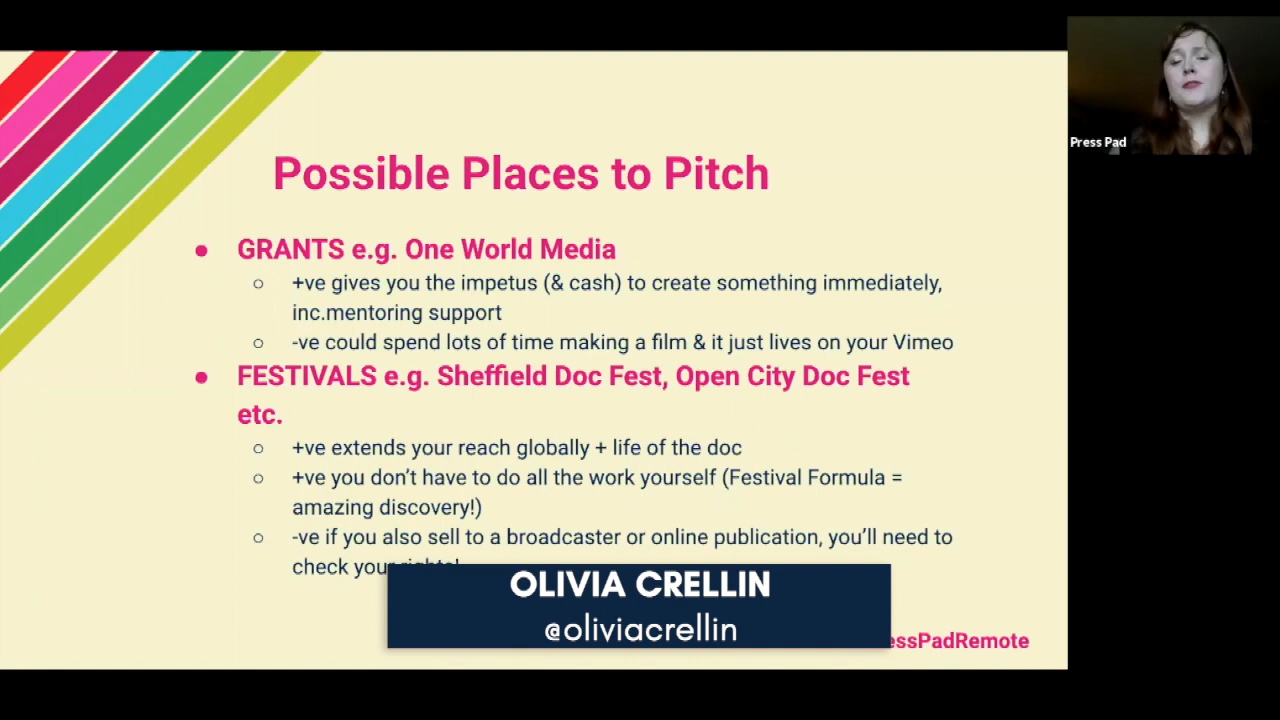 Possible Places to Pitch
● GRANTS e.g. One World Media
○ +ve gives you the impetus (& cash) to create something immediately,
inc.mentoring support
○ -ve could spend lots of time making a film & it just lives on your Vimeo
● FESTIVALS e.g. Sheffield Doc Fest, Open City Doc Fest
etc.
○ +ve extends your reach globally + life of the doc
○ +ve you don’t have to do all the work yourself (Festival Formula =
amazing discovery!)
○ -ve if you also sell to a broadcaster or online publication, you’ll need to
check your rights!
OLIVIA CRELLIN
@oliviacrellin
essPadRemote
Press Pad